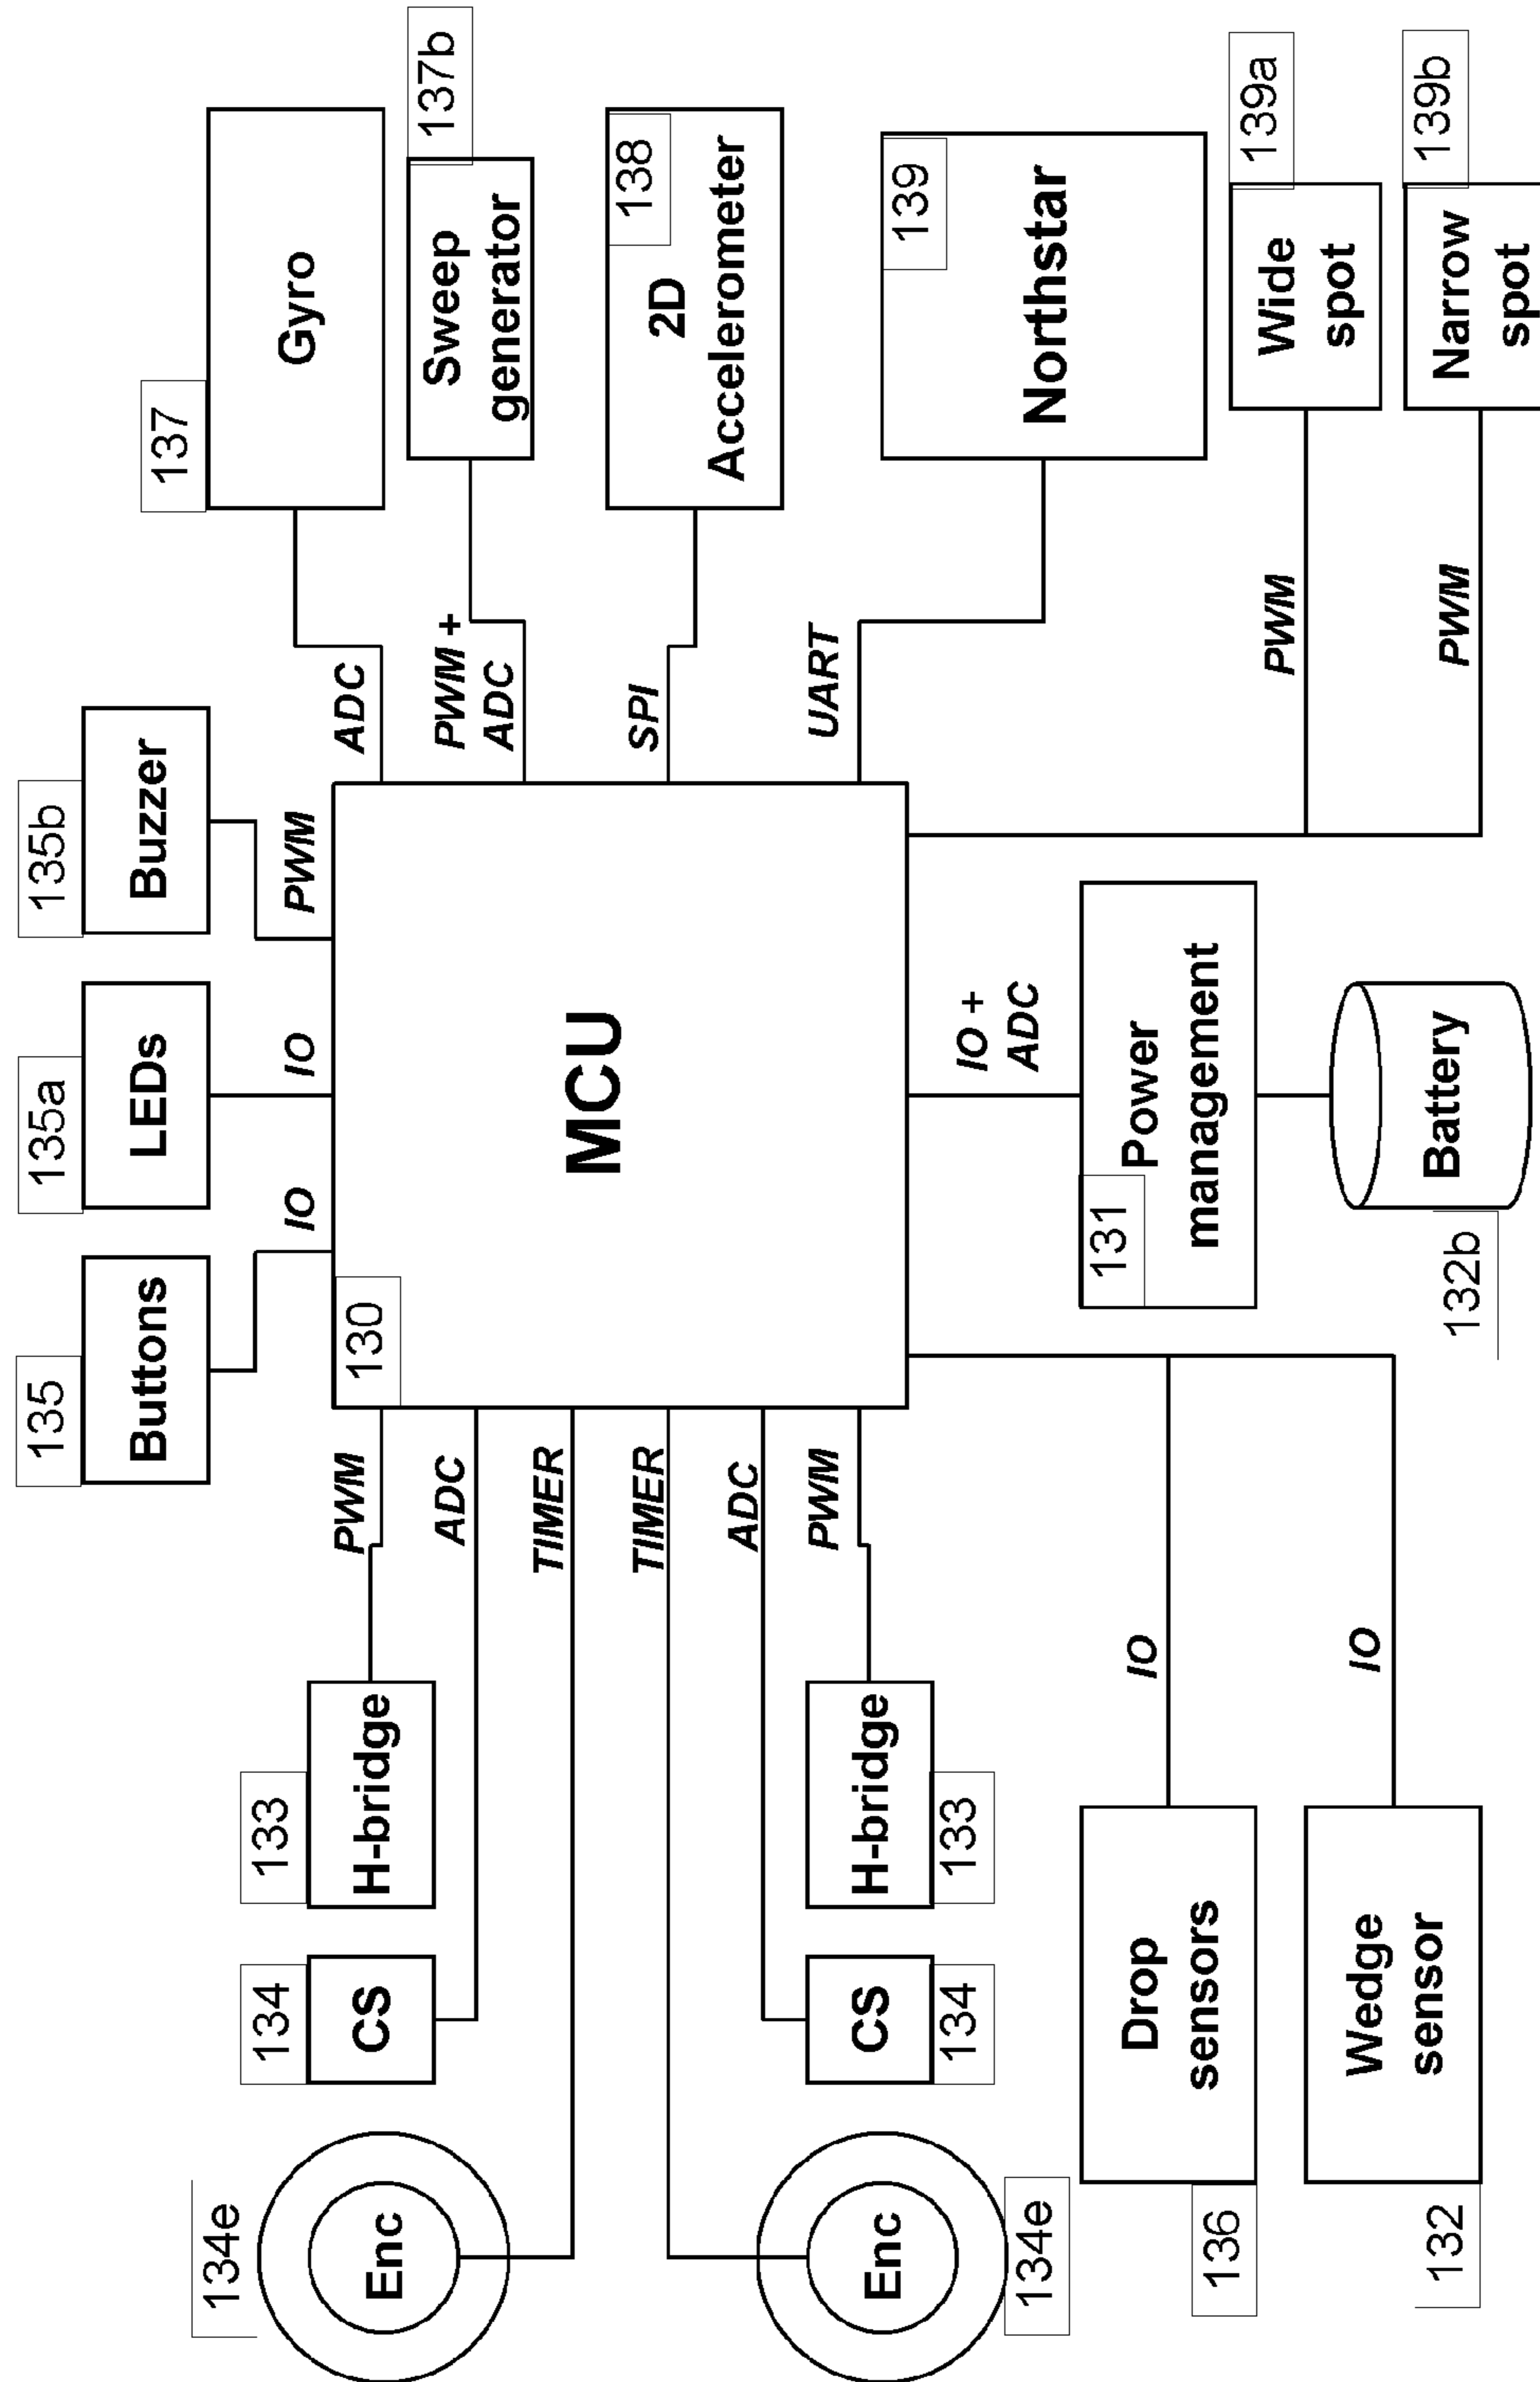 135
Buttons
IO
135a
LEDs
IO
135b
Buzzer
PWM
134e
Enc
134
CS
133
H-bridge
PWM
ADC
TIMER
TIMER
ADC
PWM
134e
Enc
134
CS
133
H-bridge
130
MCU
137
Gyro
ADC
137b
Sweep
generator
PWM +
ADC
138
2D
Accelerometer
SPI
139
Northstar
UART
139a
Wide
spot
PWM
139b
Narrow
spot
PWM
136
Drop
sensors
IO
132
Wedge
sensor
IO
IO +
ADC
131
Power
management
132b
Battery